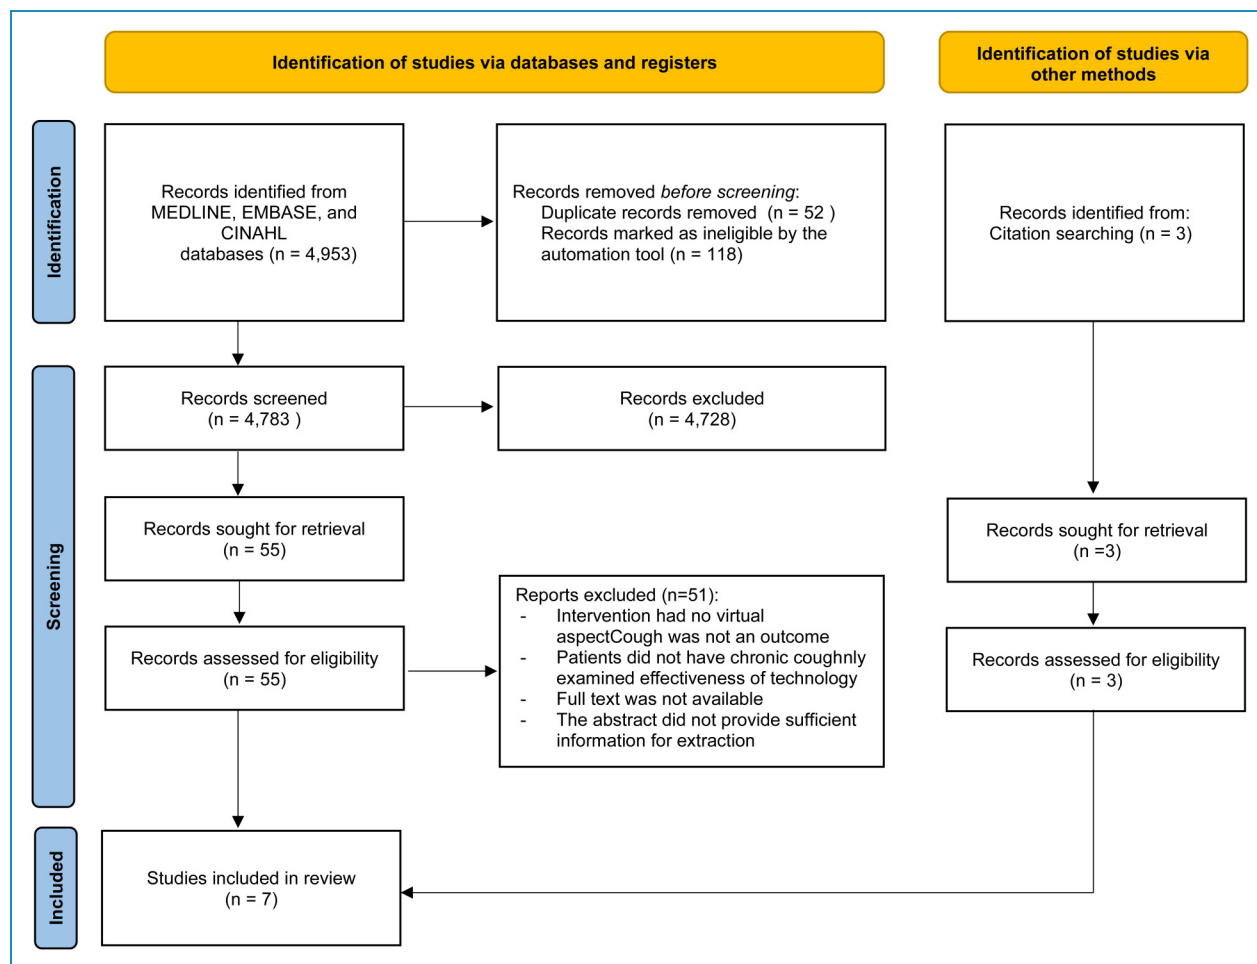 Identification of studies via databases and registers
Identification of studies via
other methods
Identification
Records identified from
MEDLINE, EMBASE, and
CINAHL
databases (n = 4,953)
Records removed before screening:
Duplicate records removed (n = 52 )
Records marked as ineligible by the
automation tool (n = 118)
Records identified from:
Citation searching (n = 3)
Screening
Records screened
(n = 4,783 )
Records excluded
(n = 4,728)
Records sought for retrieval
(n = 55)
Records sought for retrieval
(n =3)
Records assessed for eligibility
(n = 55)
Reports excluded (n=51):
- Intervention had no virtual
aspectCough was not an outcome
- Patients did not have chronic coughnly
examined effectiveness of technology
- Full text was not available
- The abstract did not provide sufficient
information for extraction
Records assessed for eligibility
(n = 3)
Included
Studies included in review
(n = 7)